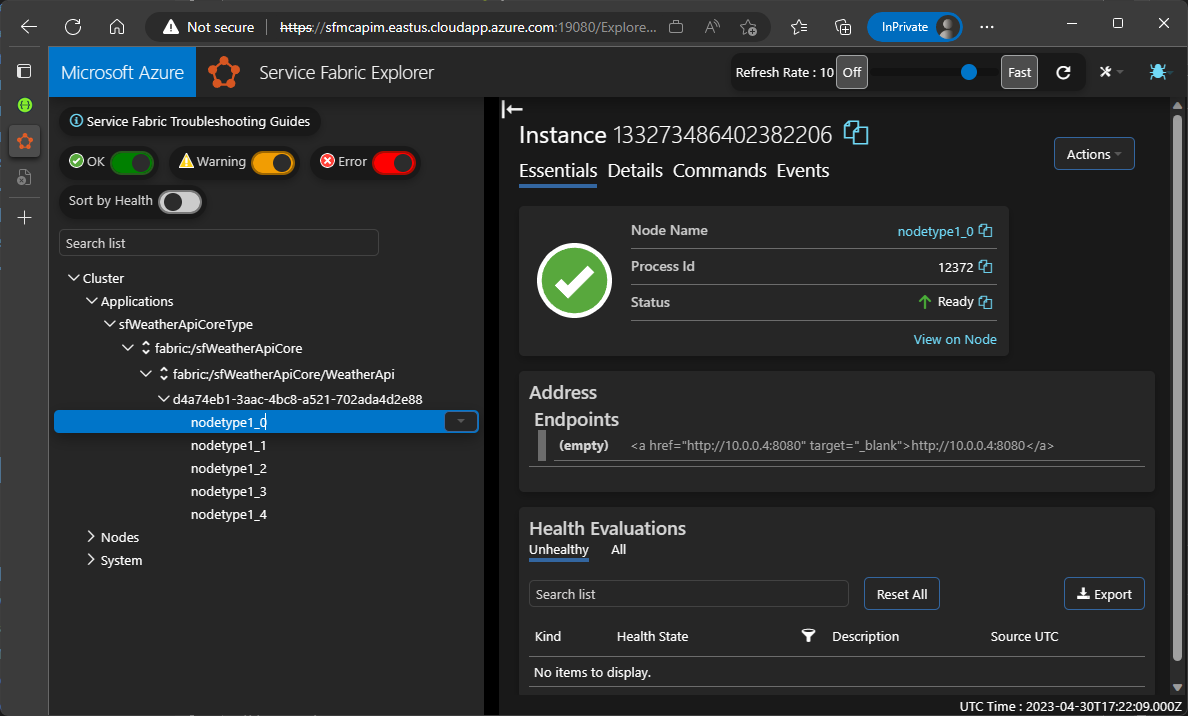 Not secure
https://sfmcapim.eastus.cloudapp.azure.com:19080/Explore...
InPrivate
Microsoft Azure
Service Fabric Explorer
Refresh Rate : 10
Off
Fast
Service Fabric Troubleshooting Guides
OK
Warning
Error
Sort by Health
Search list
Cluster
Applications
sfWeatherApiCoreType
fabric:/sfWeatherApiCore
fabric:/sfWeatherApiCore/WeatherApi
d4a74eb1-3aac-4bc8-a521-702ada4d2e88
nodetype1_0
nodetype1_1
nodetype1_2
nodetype1_3
nodetype1_4
Nodes
System
Instance 133273486402382206
Actions
Essentials Details Commands Events
Node Name nodetype1_0
Process Id 12372
Status Ready
View on Node
Address
Endpoints
(empty) <a href="http://10.0.0.4:8080" target="_blank">http://10.0.0.4:8080</a>
Health Evaluations
Unhealthy All
Search list
Reset All
Export
Kind Health State Description Source UTC
No items to display.
UTC Time : 2023-04-30T17:22:09.000Z